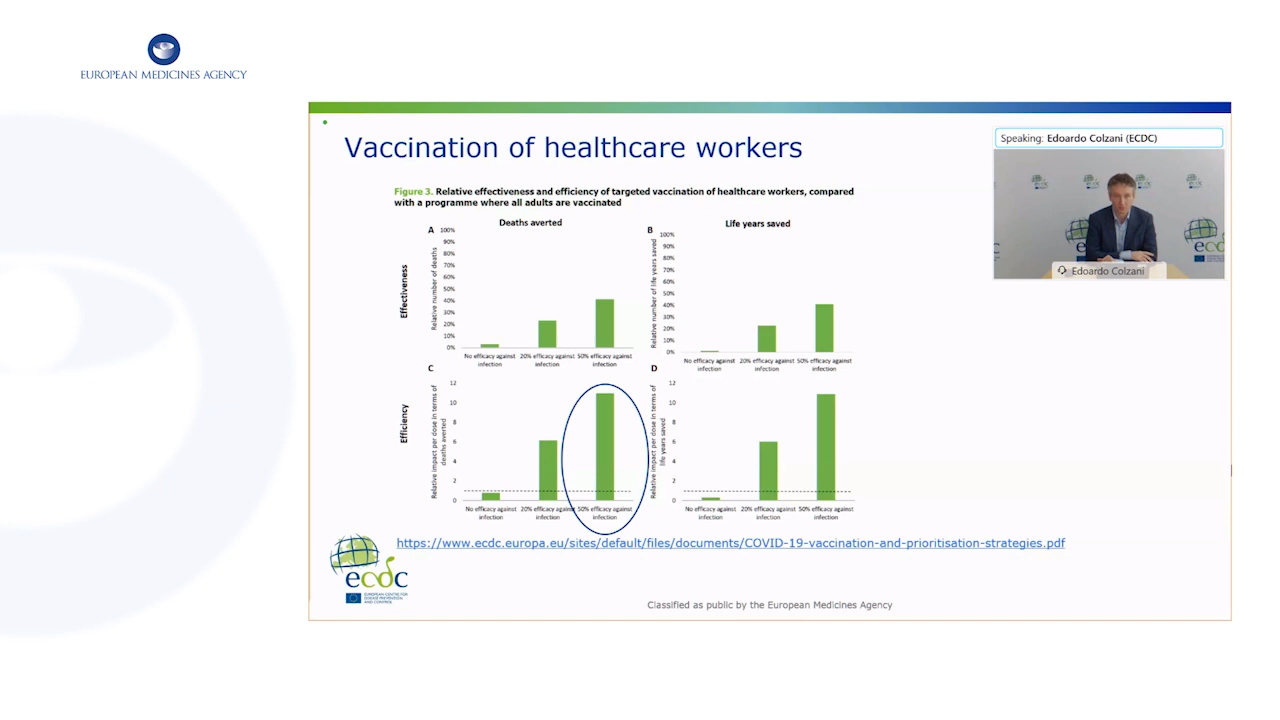 EUROPEAN MEDICINES AGENCY
Vaccination of healthcare workers
Speaking: Edoardo Colzani (ECDC)
Edoardo Colzani
Figure 3. Relative effectiveness and efficiency of targeted vaccination of healthcare workers, compared
with a programme where all adults are vaccinated
Deaths averted
A
Effectiveness
Relative number of deaths
100%
90%
80%
70%
60%
50%
40%
30%
20%
10%
0%
No efficacy against
infection
20% efficacy against
infection
50% efficacy against
infection
Life years saved
B
Relative number of life years saved
100%
90%
80%
70%
60%
50%
40%
30%
20%
10%
0%
No efficacy against
infection
20% efficacy against
infection
50% efficacy against
infection
C
Efficiency
Relative impact per dose in terms of
deaths averted
12
10
8
6
4
2
0
No efficacy against
infection
20% efficacy against
infection
50% efficacy against
infection
D
Relative impact per dose in terms of
life years saved
12
10
8
6
4
2
0
No efficacy against
infection
20% efficacy against
infection
50% efficacy against
infection
https://www.ecdc.europa.eu/sites/default/files/documents/COVID-19-vaccination-and-prioritisation-strategies.pdf
ecdc
EUROPEAN CENTRE FOR
DISEASE PREVENTION
AND CONTROL
Classified as public by the European Medicines Agency